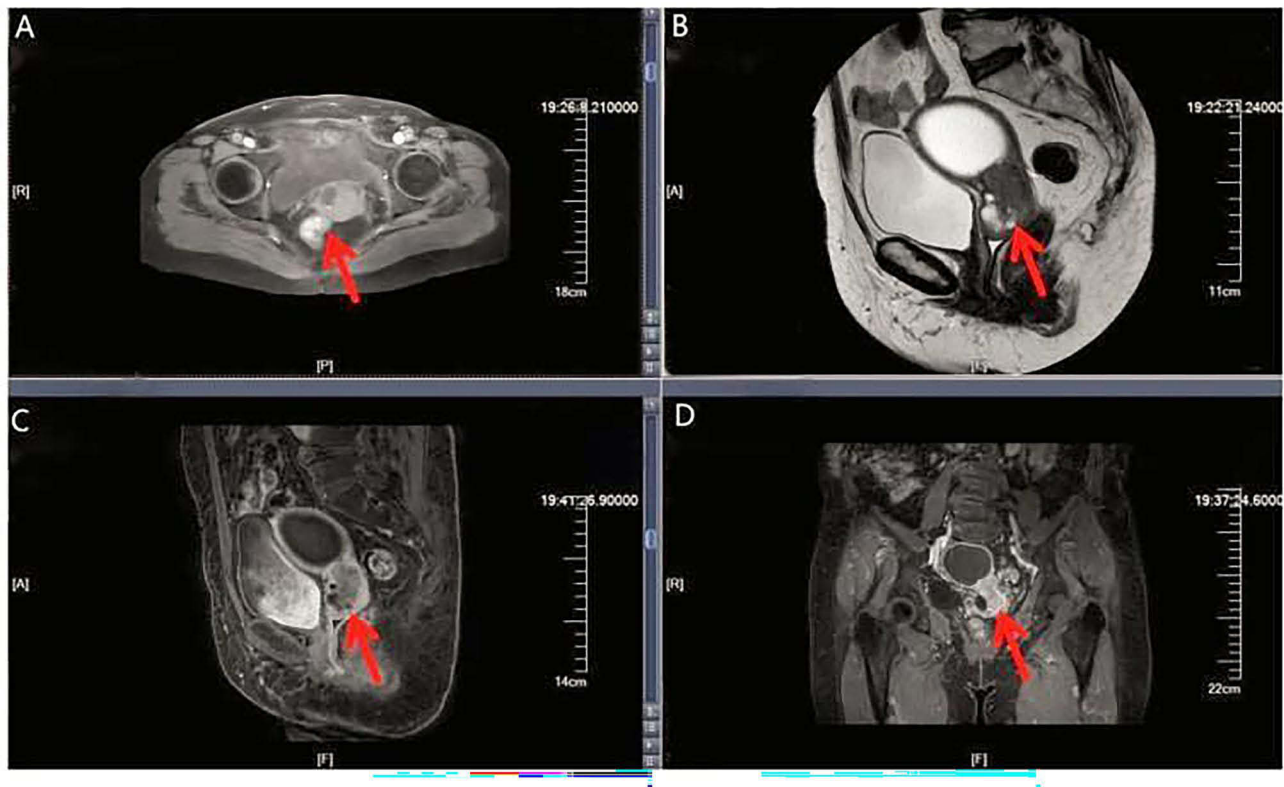 A
19:26:8.210000
[R]
18cm
[P]
B
19:22:21.24000
[A]
11cm
C
19:41:26.90000
[A]
14cm
[F]
D
19:37:24.6000
[R]
22cm
[F]